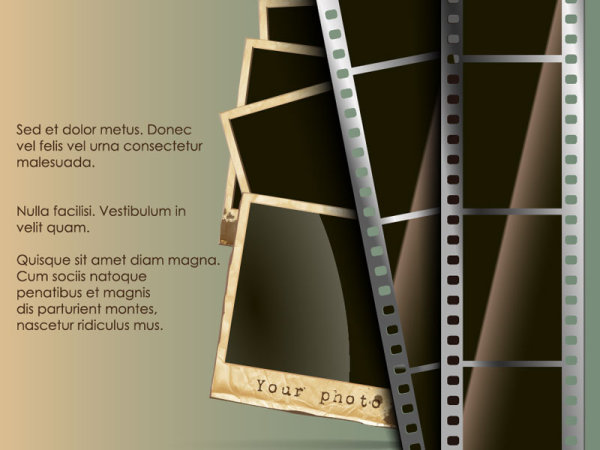 Sed et dolor metus. Donec
vel felis vel urna consectetur
malesuada.
Nulla facilisi. Vestibulum in
velit quam.
Quisque sit amet diam magna.
Cum sociis natoque
penatibus et magnis
dis parturient montes,
nascetur ridiculus mus.
Your photo